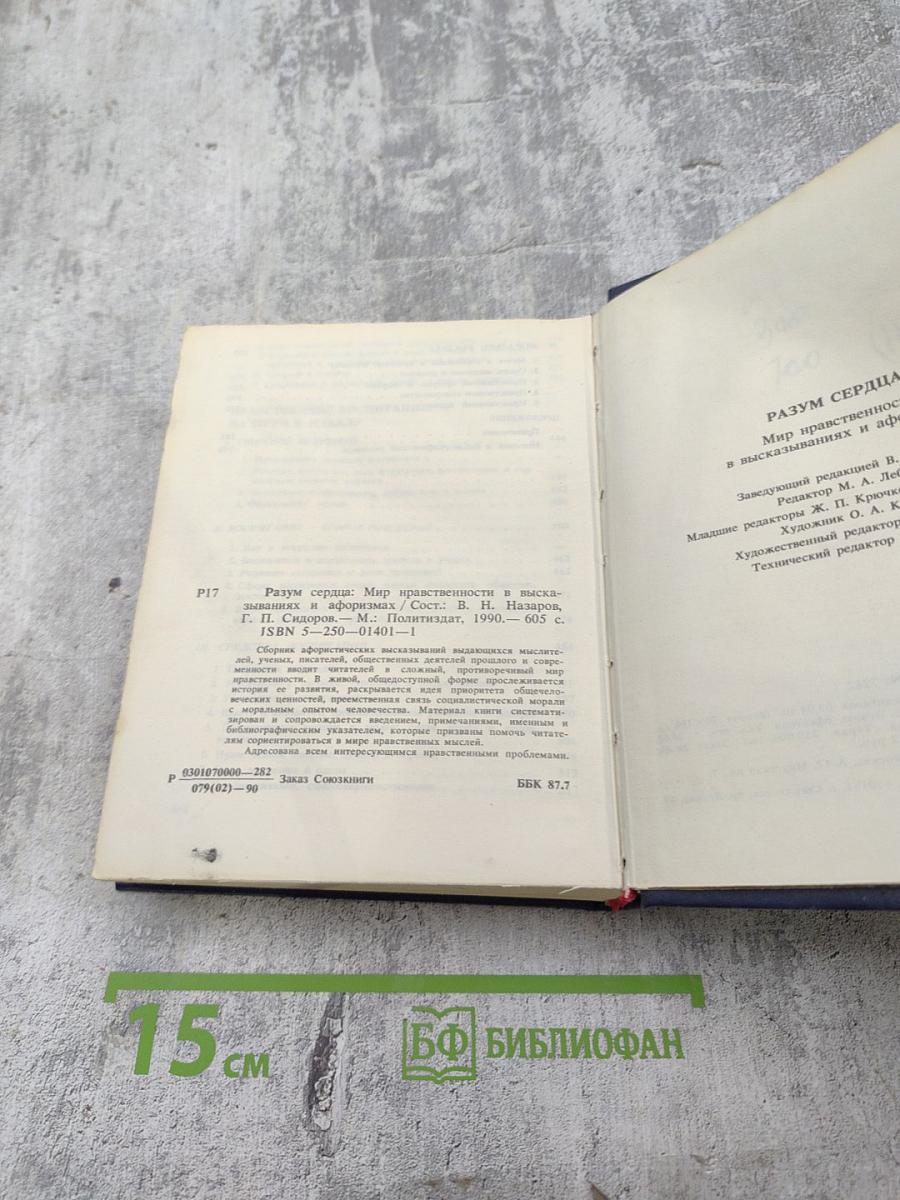 Р17 Разум сердца: Мир нравственности в выска-
зываниях и афоризмах / Сост.: В. Н. Назаров,
Г. П. Сидоров.— М.: Политиздат, 1990.— 605 с.
ISBN 5—250—01401—1
Сборник афористических высказываний выдающихся мыслите-
лей, ученых, писателей, общественных деятелей прошлого и совре-
менности вводит читателей в сложный, противоречивый мир
нравственности. В живой, общедоступной форме прослеживается
история ее развития, раскрывается идея приоритета общечело-
веческих ценностей, преемственная связь социалистической морали
с моральным опытом человечества. Материал книги системати-
зирован и сопровождается введением, примечаниями, именным и
библиографическим указателем, которые призваны помочь читате-
лям сориентироваться в мире нравственных мыслей.
Адресована всем интересующимся нравственными проблемами.
Р 0301070000—282 Заказ Союзкниги ББК 87.7
079(02)—90
РАЗУМ СЕРДЦА
Мир нравственнос
в высказываниях и афо
Заведующий редакцией В.
Редактор М. А. Леб
Младшие редакторы Ж. П. Крючк
Художник О. А. К
Художественный редактор
Технический редактор
15 см
БФ БИБЛИОФАН